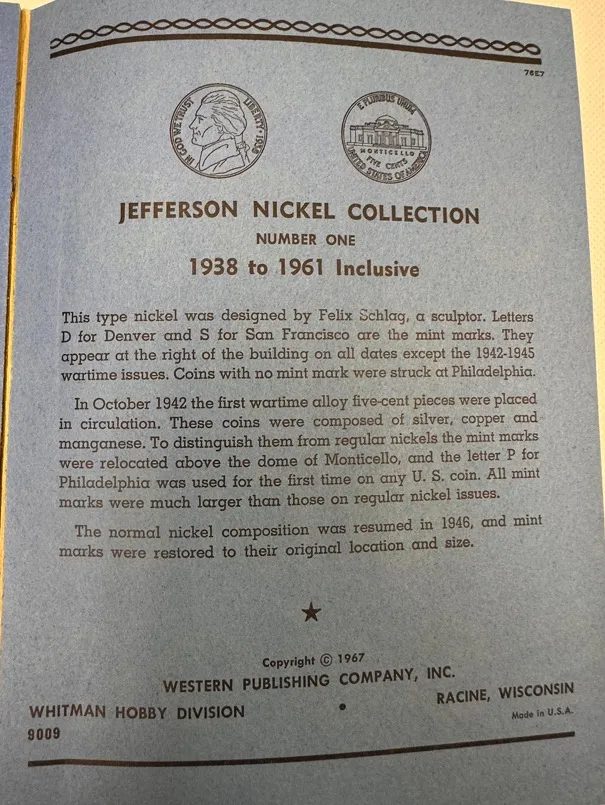 76E7
IN GOD WE TRUST LIBERTY · 1938
E PLURIBUS UNUM
MONTICELLO
FIVE CENTS
UNITED STATES OF AMERICA
JEFFERSON NICKEL COLLECTION
NUMBER ONE
1938 to 1961 Inclusive
This type nickel was designed by Felix Schlag, a sculptor. Letters
D for Denver and S for San Francisco are the mint marks. They
appear at the right of the building on all dates except the 1942-1945
wartime issues. Coins with no mint mark were struck at Philadelphia.
In October 1942 the first wartime alloy five-cent pieces were placed
in circulation. These coins were composed of silver, copper and
manganese. To distinguish them from regular nickels the mint marks
were relocated above the dome of Monticello, and the letter P for
Philadelphia was used for the first time on any U. S. coin. All mint
marks were much larger than those on regular nickel issues.
The normal nickel composition was resumed in 1946, and mint
marks were restored to their original location and size.
Copyright © 1967
WESTERN PUBLISHING COMPANY, INC.
WHITMAN HOBBY DIVISION • RACINE, WISCONSIN
9009 Made in U.S.A.